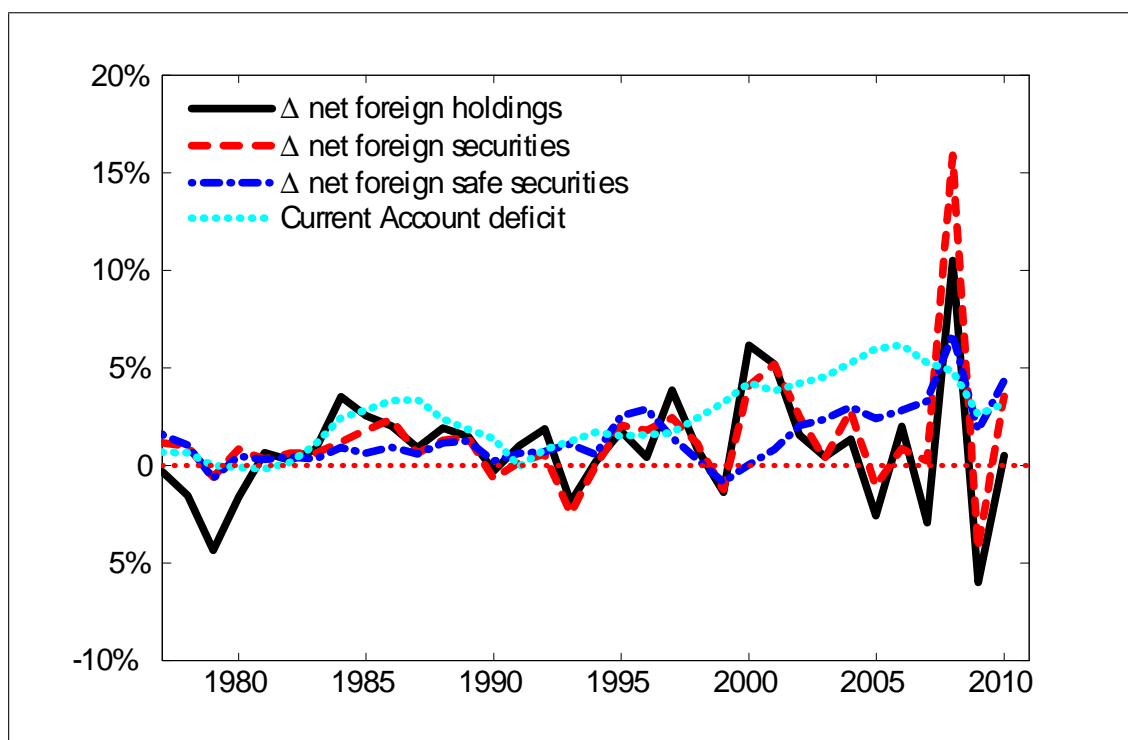 20%
15%
10%
5%
0
5%
-10%
Δ net foreign holdings
Δ net foreign securities
Δ net foreign safe securities
Current Account deficit
1980 1985 1990 1995 2000 2005 2010